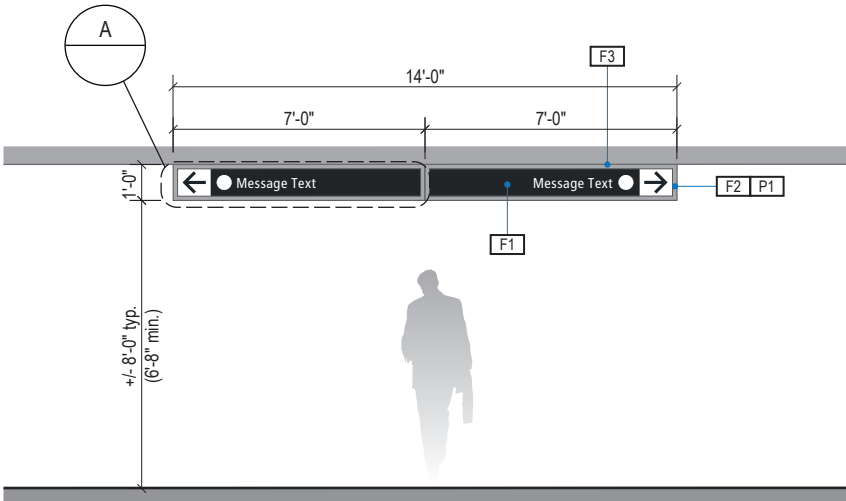 A
F3
14'-0"
7'-0"
7'-0"
1'-0"
Message Text
Message Text
F2 P1
F1
+/- 8'-0" typ.
(6'-8" min.)